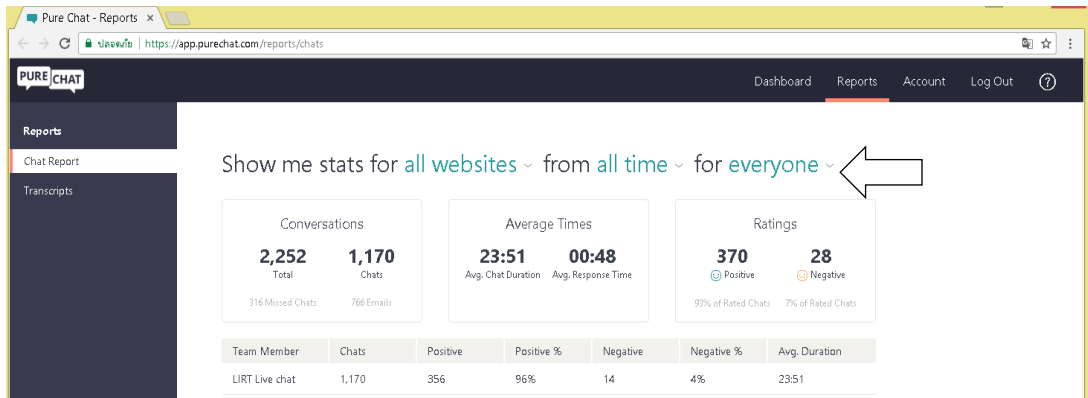 Pure Chat - Reports ×
ปลอดภัย | https://app.purechat.com/reports/chats
PURE CHAT
Dashboard Reports Account Log Out ?
Reports
Chat Report
Transcripts
Show me stats for all websites from all time for everyone
Conversations
2,252 1,170
Total Chats
316 Missed Chats 766 Emails
Average Times
23:51 00:48
Avg. Chat Duration Avg. Response Time
Ratings
370 28
Positive Negative
93% of Rated Chats 7% of Rated Chats
Team Member Chats Positive Positive % Negative Negative % Avg. Duration
LIRT Live chat 1,170 356 96% 14 4% 23:51